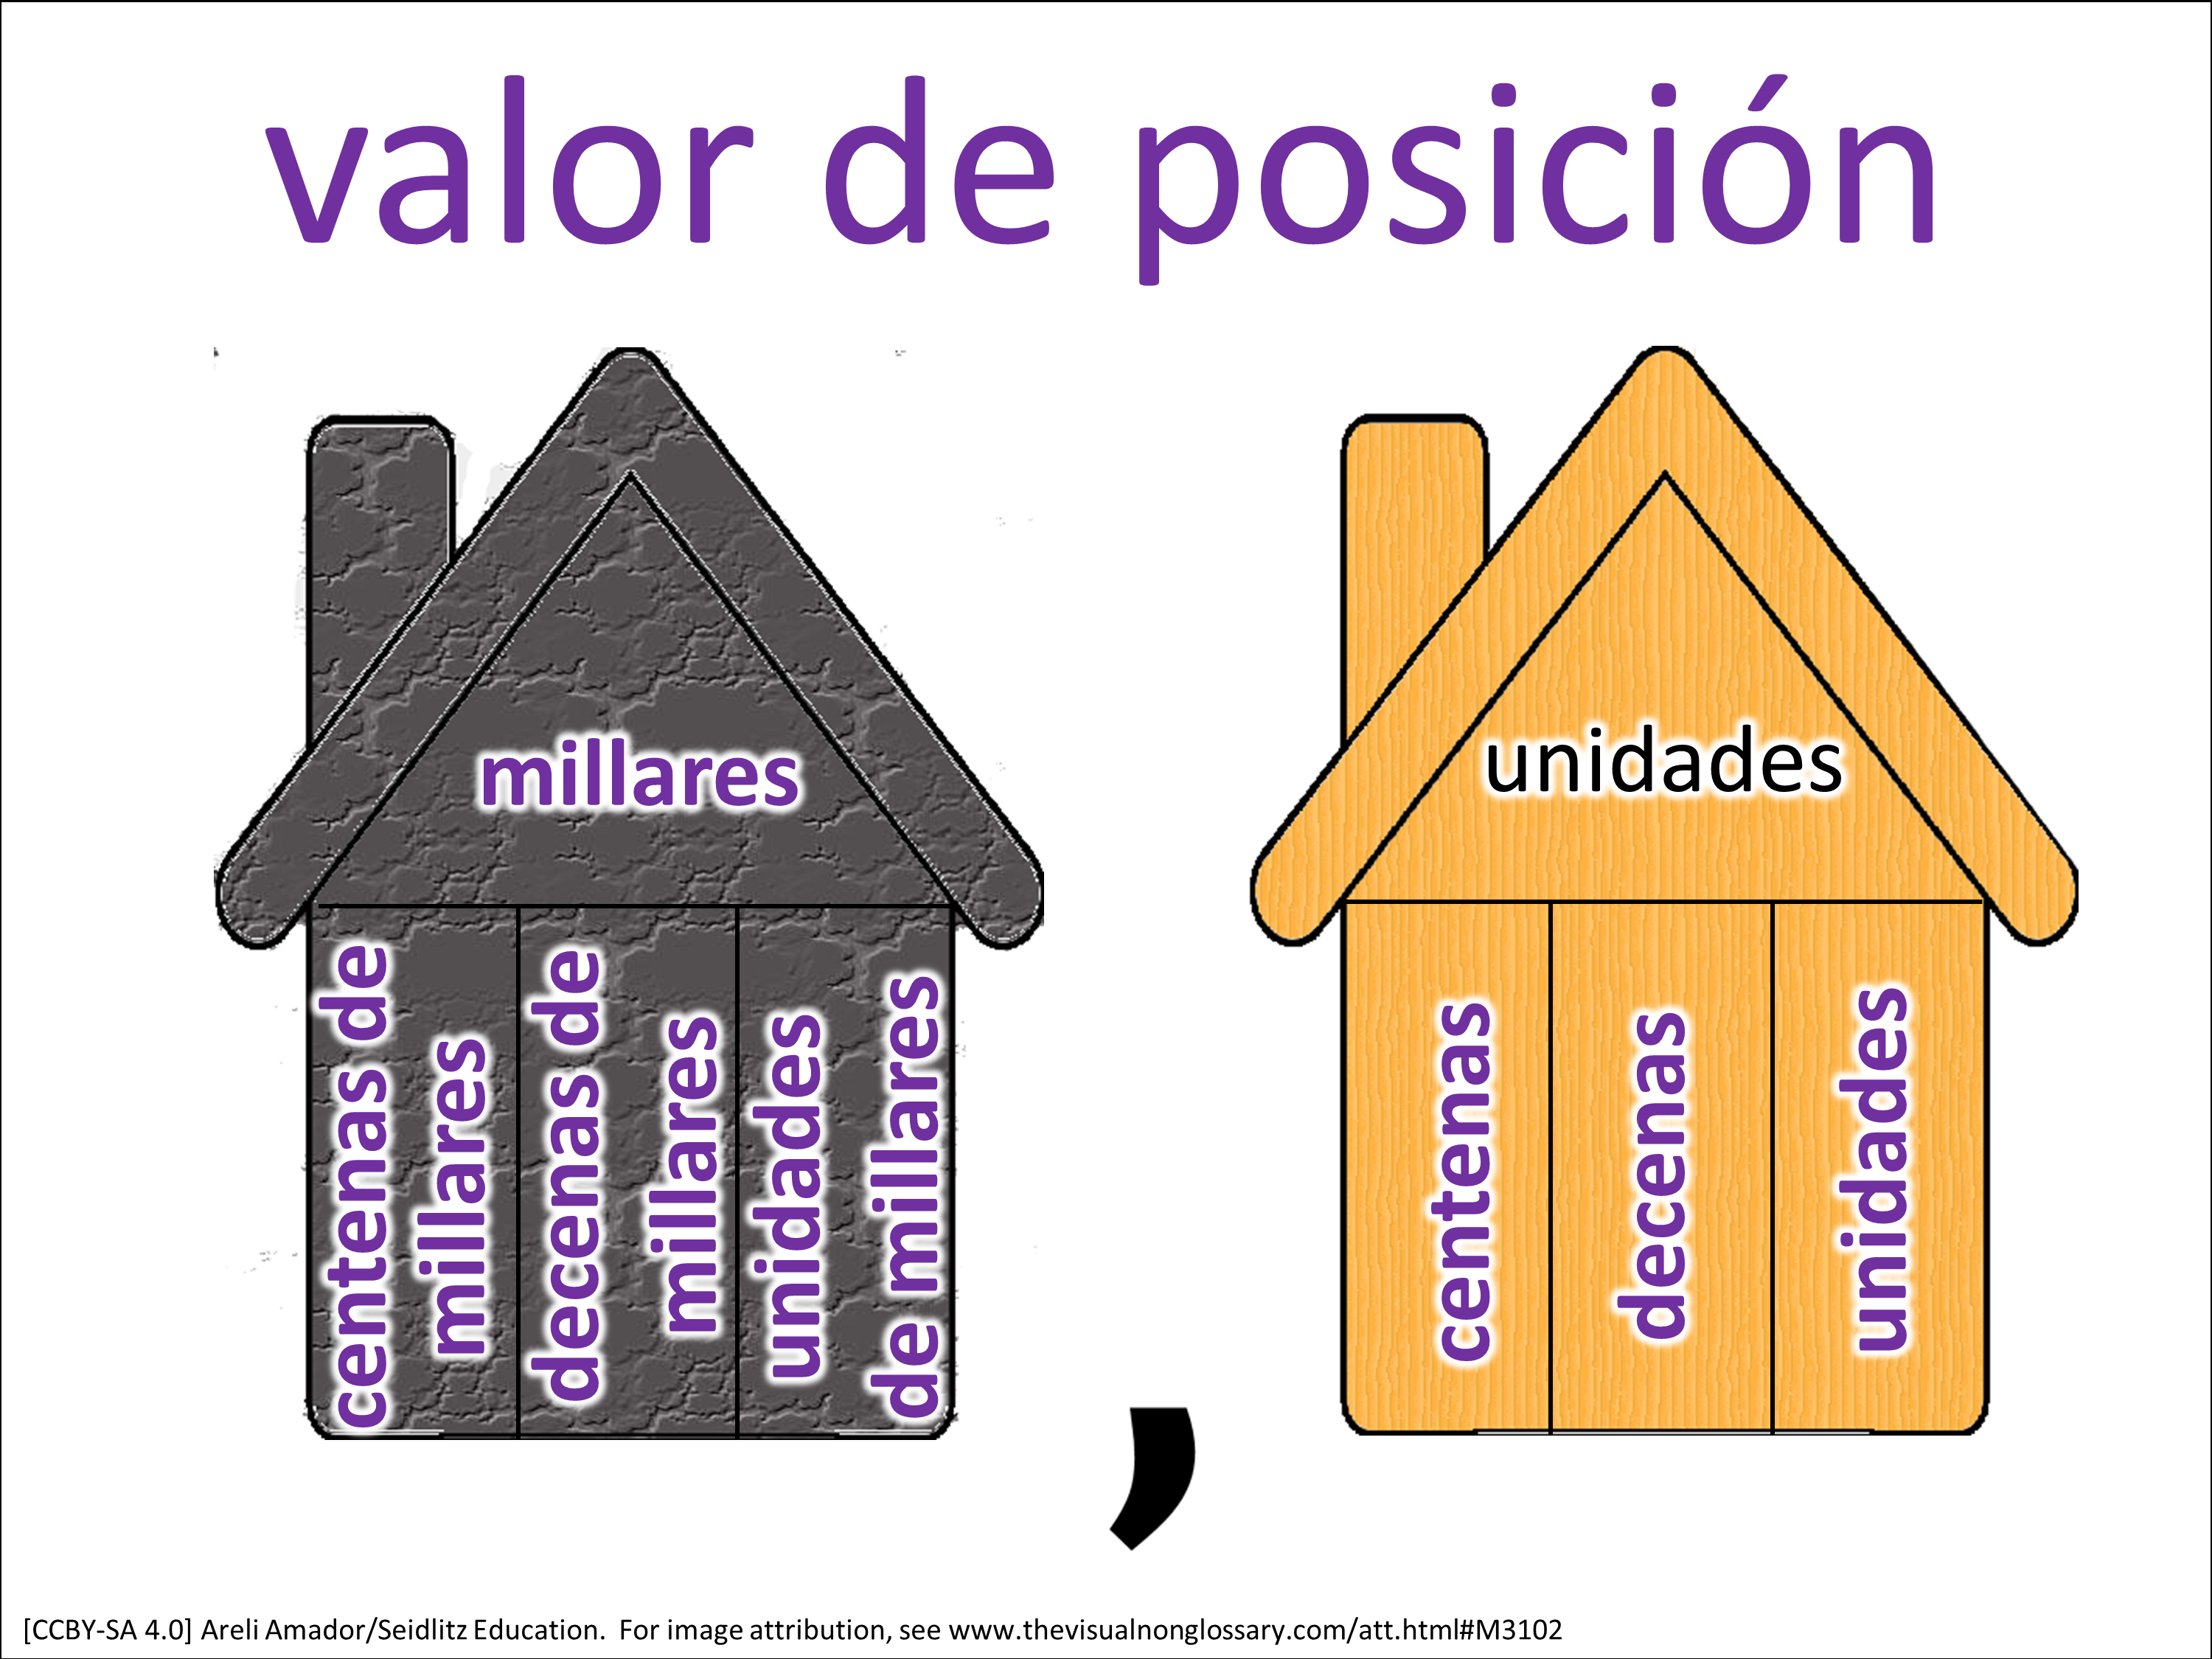 valor de posición
millares
centenas de
millares
decenas de
millares
unidades
de millares
,
unidades
centenas
decenas
unidades
[CCBY-SA 4.0] Areli Amador/Seidlitz Education.  For image attribution, see www.thevisualnonglossary.com/att.html#M3102